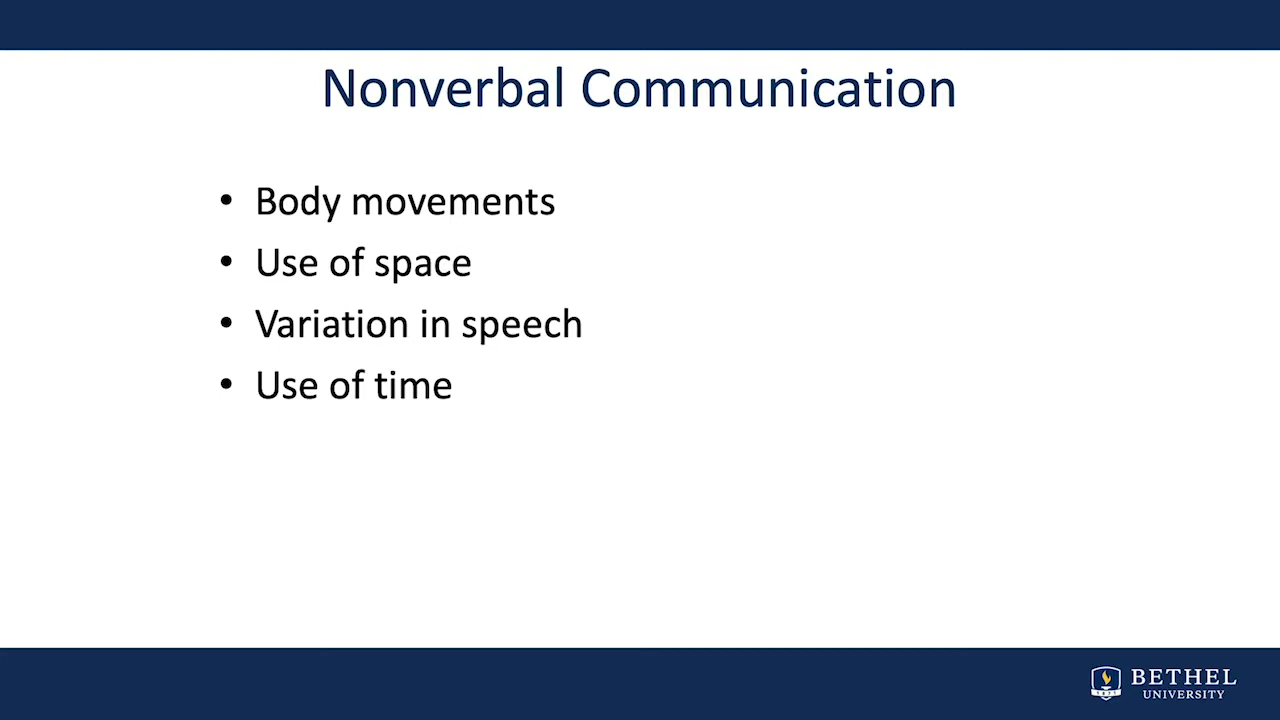 Nonverbal Communication
• Body movements
• Use of space
• Variation in speech
• Use of time
BETHEL
UNIVERSITY